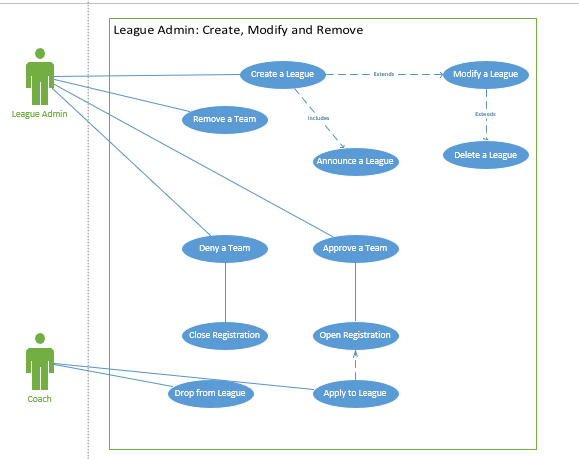 League Admin: Create, Modify and Remove
Create a League
Extends
Modify a League
League Admin
Remove a Team
Includes
Extends
Announce a League
Delete a League
Deny a Team
Approve a Team
Close Registration
Open Registration
Coach
Drop from League
Apply to League